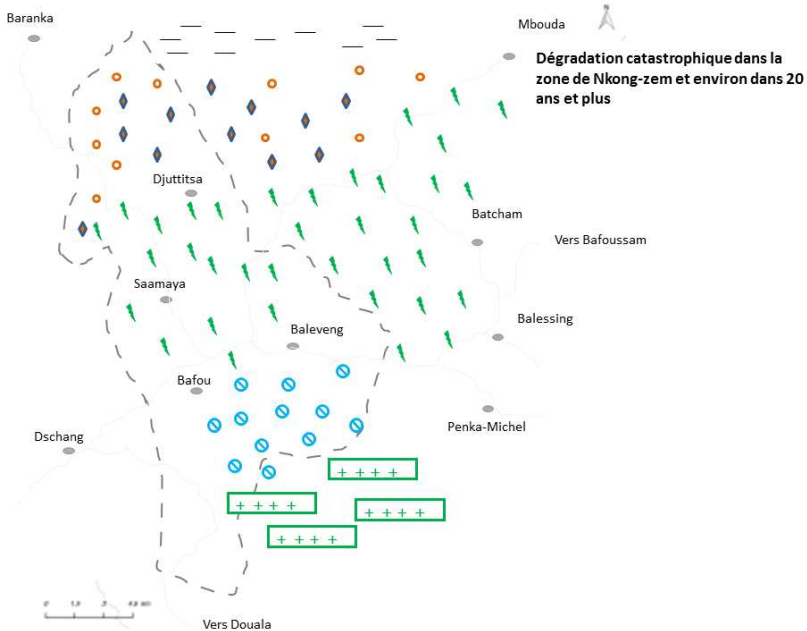 Baranka
N
Mbouda
Dégradation catastrophique dans la
zone de Nkong-zem et environ dans 20
ans et plus
Djuttitsa
Batcham
Vers Bafoussam
Saamaya
Balessing
Baleveng
Bafou
Penka-Michel
Dschang
Vers Douala